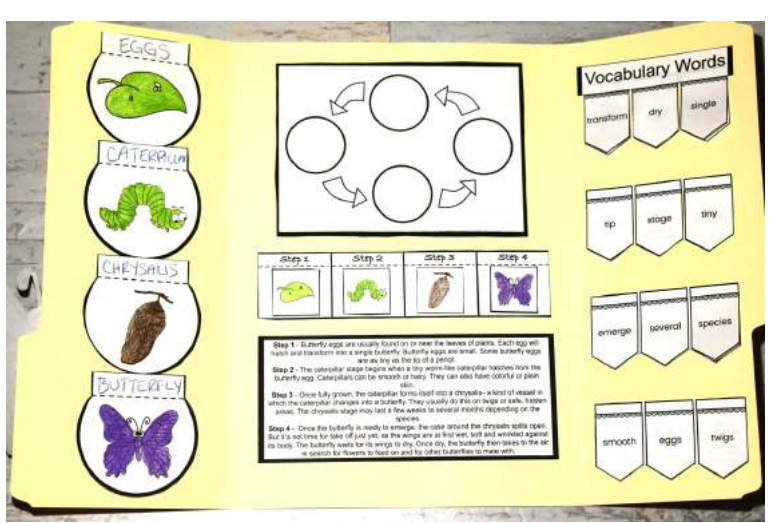 EGGS
CATERPILLAR
CHRYSALIS
BUTTERFLY
Step 1 Step 2 Step 3 Step 4
Step 1 - Butterfly eggs are usually found on or near the leaves of plants. Each egg will
hatch and transform into a single butterfly. Butterfly eggs are small. Some butterfly eggs
are as tiny as the tip of a pencil.
Step 2 - The caterpillar stage begins when a tiny worm-like caterpillar hatches from the
butterfly egg. Caterpillars can be smooth or hairy. They can also have colorful or plain
skin.
Step 3 - Once fully grown, the caterpillar forms itself into a chrysalis- a kind of vessel in
which the caterpillar changes into a butterfly. They usually do this on twigs or safe, hidden
areas. The chrysalis stage may last a few weeks to several months depending on the
species.
Step 4 - Once the butterfly is ready to emerge, the case around the chrysalis splits open.
But it's not time for take off just yet, as the wings are at first wet, soft and wrinkled against
its body. The butterfly waits for its wings to dry. Once dry, the butterfly then takes to the air
in search for flowers to feed on and for other butterflies to mate with.
Vocabulary Words
transform dry single
tip stage tiny
emerge several species
smooth eggs twigs